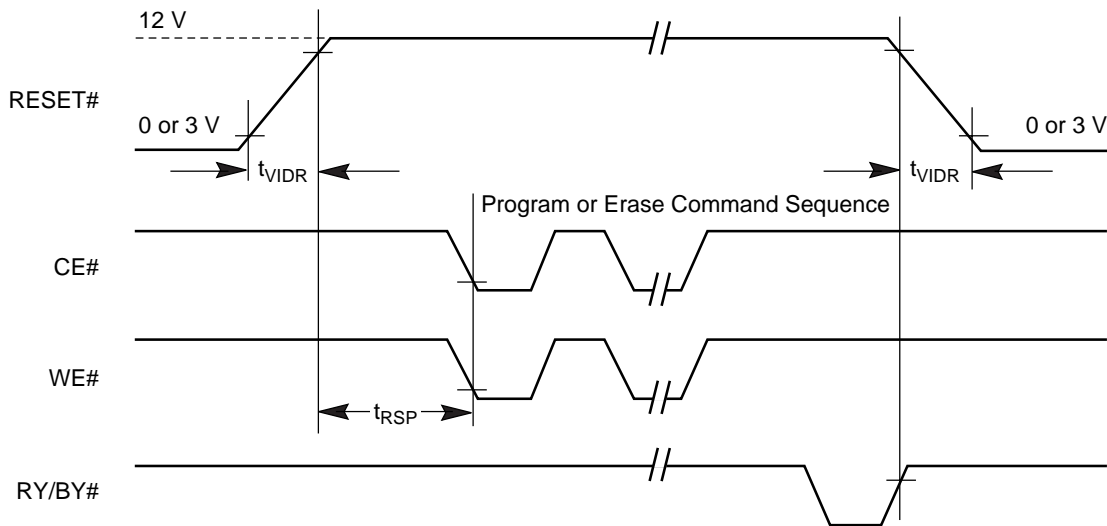 12 V
RESET#
0 or 3 V
0 or 3 V
tVIDR
tVIDR
Program or Erase Command Sequence
CE#
WE#
tRSP
RY/BY#